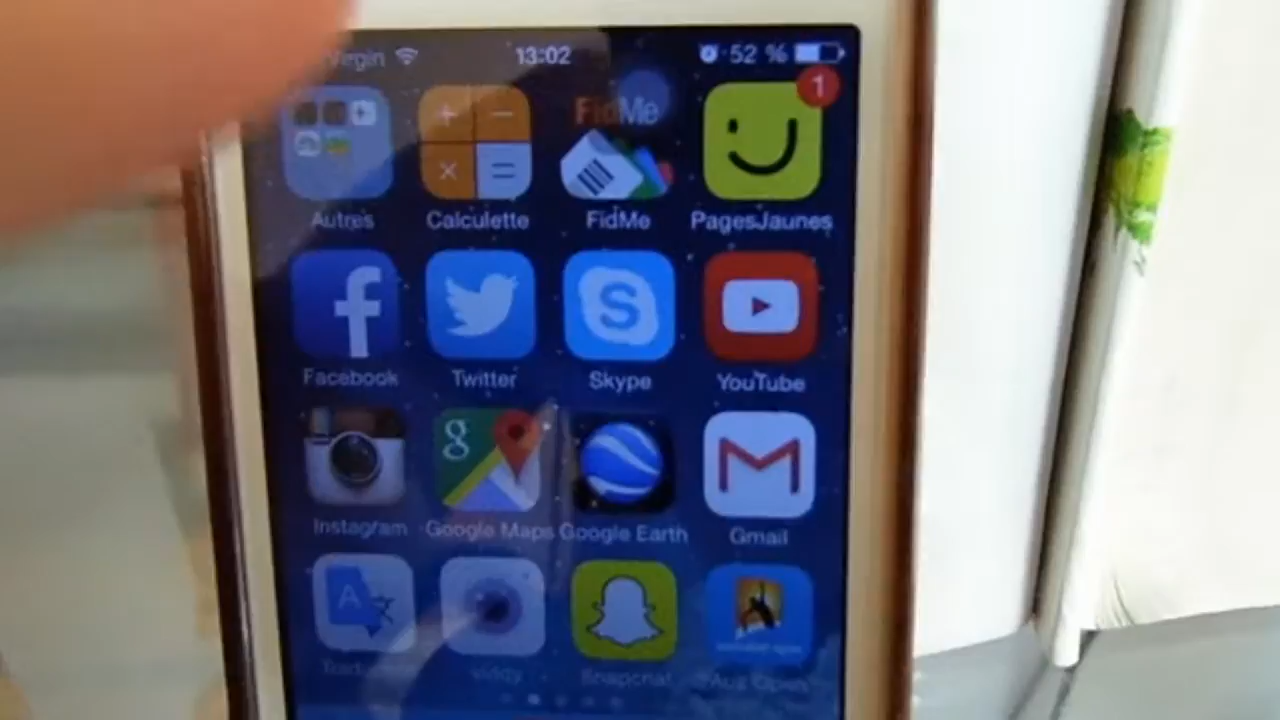 Virgin 13:02 52 %
FidMe 1
Autres Calculette FidMe PagesJaunes
Facebook Twitter Skype YouTube
g
Instagram Google Maps Google Earth Gmail
A
Snapchat